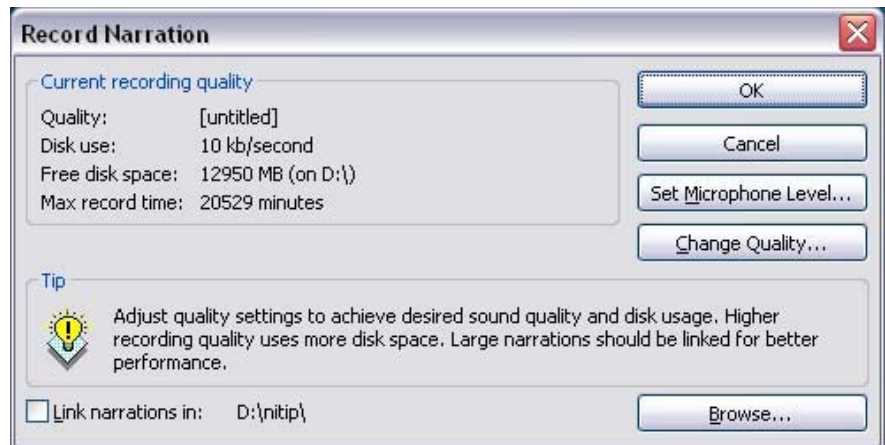 Record Narration
Current recording quality
Quality: [untitled]
Disk use: 10 kb/second
Free disk space: 12950 MB (on D:\)
Max record time: 20529 minutes
OK
Cancel
Set Microphone Level...
Change Quality...
Tip
Adjust quality settings to achieve desired sound quality and disk usage. Higher
recording quality uses more disk space. Large narrations should be linked for better
performance.
Link narrations in: D:\nitip\
Browse...